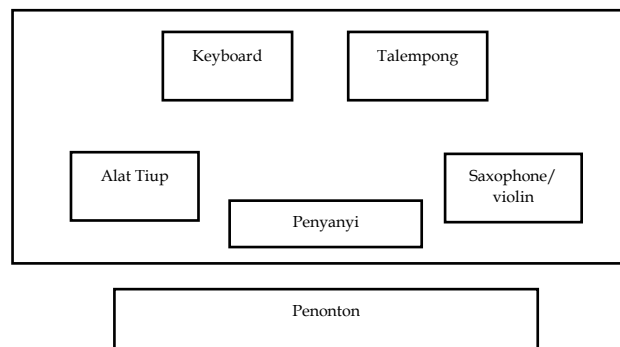 Keyboard
Talempong
Alat Tiup
Saxophone/
violin
Penyanyi
Penonton